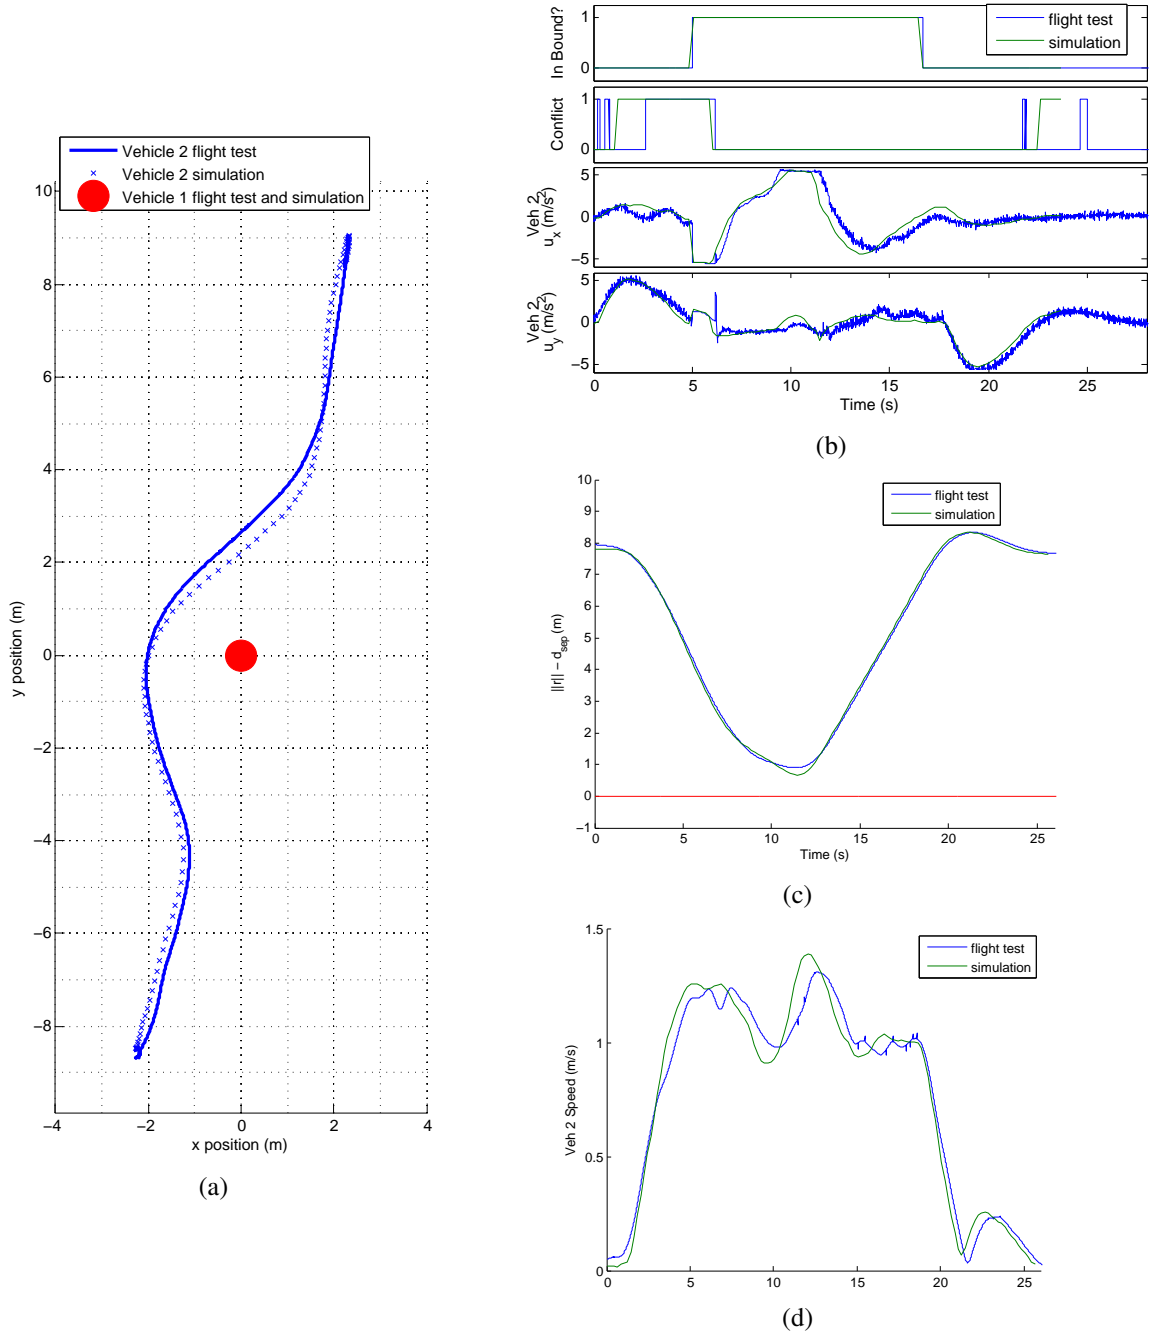 Vehicle 2 flight test
Vehicle 2 simulation
Vehicle 1 flight test and simulation
10
8
6
4
2
0
−2
−4
−6
−8
y position (m)
−4
−2
0
2
4
x position (m)
(a)
In Bound?
1
0
flight test
simulation
Conflict
1
0
Veh 2
u_x (m/s^2)
5
0
−5
Veh 2
u_y (m/s^2)
5
0
−5
0
5
10
15
20
25
Time (s)
(b)
10
9
8
7
6
5
4
3
2
1
0
−1
||r|| − d_sep (m)
flight test
simulation
0
5
10
15
20
25
Time (s)
(c)
1.5
1
0.5
0
Veh 2 Speed (m/s)
flight test
simulation
0
5
10
15
20
25
(d)